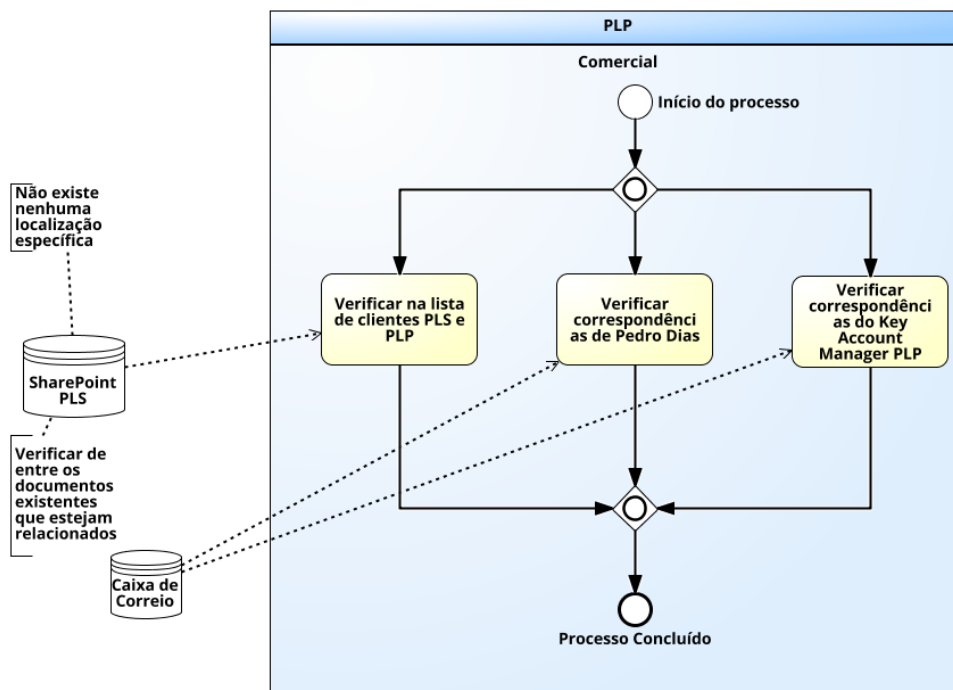 PLP
Comercial
Início do processo
Não existe
nenhuma
localização
específica
Verificar na lista
de clientes PLS e
PLP
Verificar
correspondênci
as de Pedro Dias
Verificar
correspondênci
as do Key
Account
Manager PLP
SharePoint
PLS
Verificar de
entre os
documentos
existentes
que estejam
relacionados
Caixa de
Correio
Processo Concluído